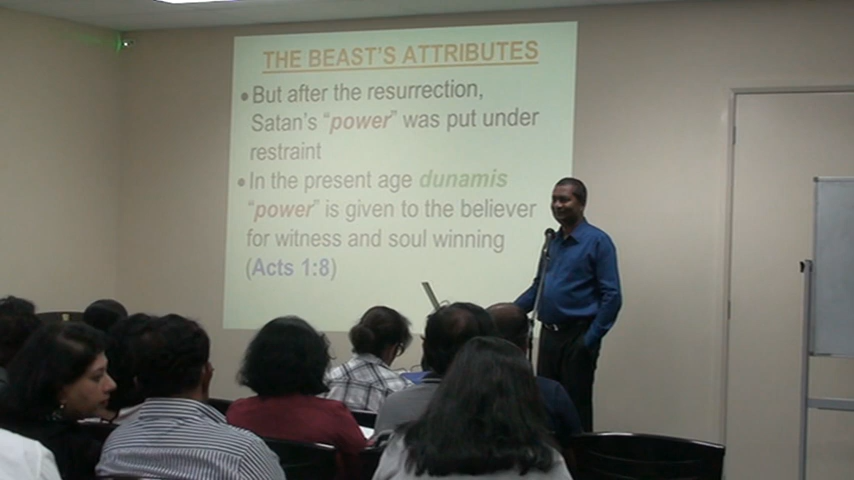 THE BEAST'S ATTRIBUTES
•But after the resurrection,
Satan's "power" was put under
restraint
•In the present age dunamis
"power" is given to the believer
for witness and soul winning
(Acts 1:8)